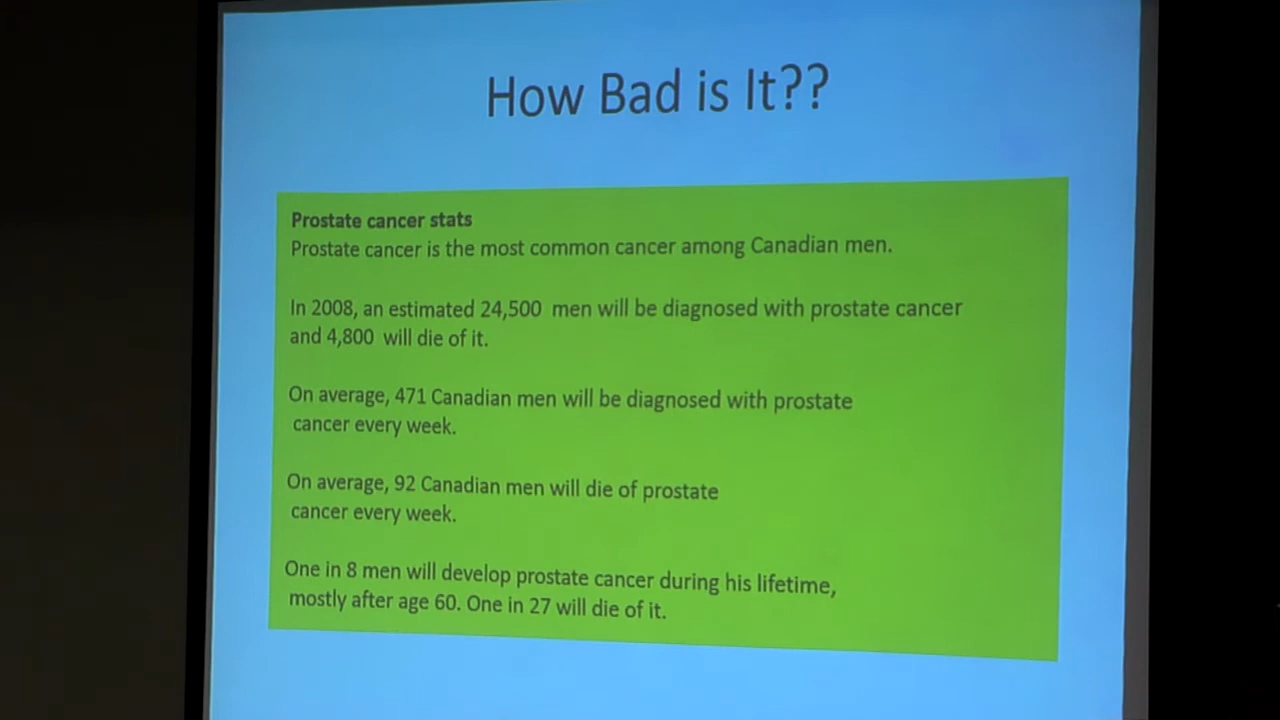 How Bad is It??
Prostate cancer stats
Prostate cancer is the most common cancer among Canadian men.
In 2008, an estimated 24,500 men will be diagnosed with prostate cancer
and 4,800 will die of it.
On average, 471 Canadian men will be diagnosed with prostate
cancer every week.
On average, 92 Canadian men will die of prostate
cancer every week.
One in 8 men will develop prostate cancer during his lifetime,
mostly after age 60. One in 27 will die of it.